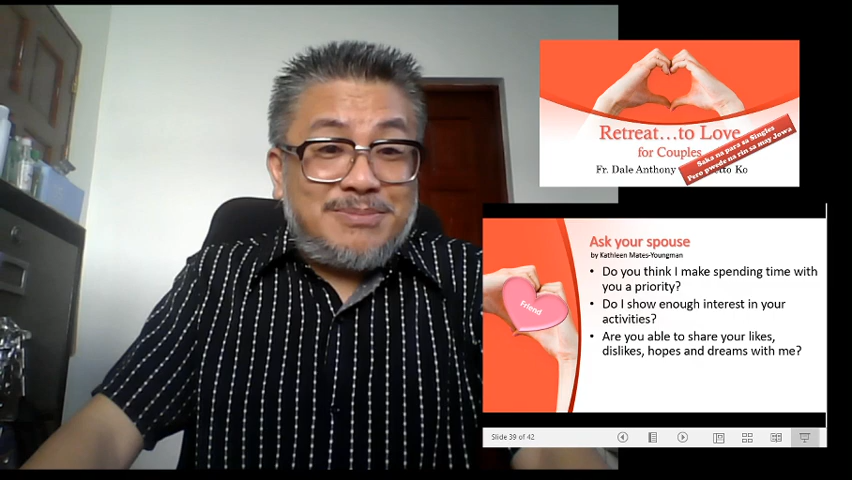 Retreat…to Love
for Couples
Saka na para sa Singles
Pero pwede na rin sa may Jowa
Fr. Dale Anthony Ko
Ask your spouse
by Kathleen Mates-Youngman
• Do you think I make spending time with
you a priority?
• Do I show enough interest in your
activities?
• Are you able to share your likes,
dislikes, hopes and dreams with me?
Friend
Slide 39 of 42